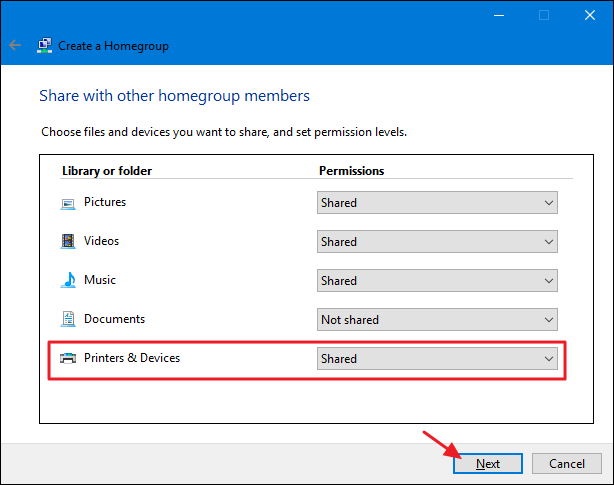 Create a Homegroup
Share with other homegroup members
Choose files and devices you want to share, and set permission levels.
Library or folder Permissions
Pictures Shared
Videos Shared
Music Shared
Documents Not shared
Printers & Devices Shared
Next Cancel